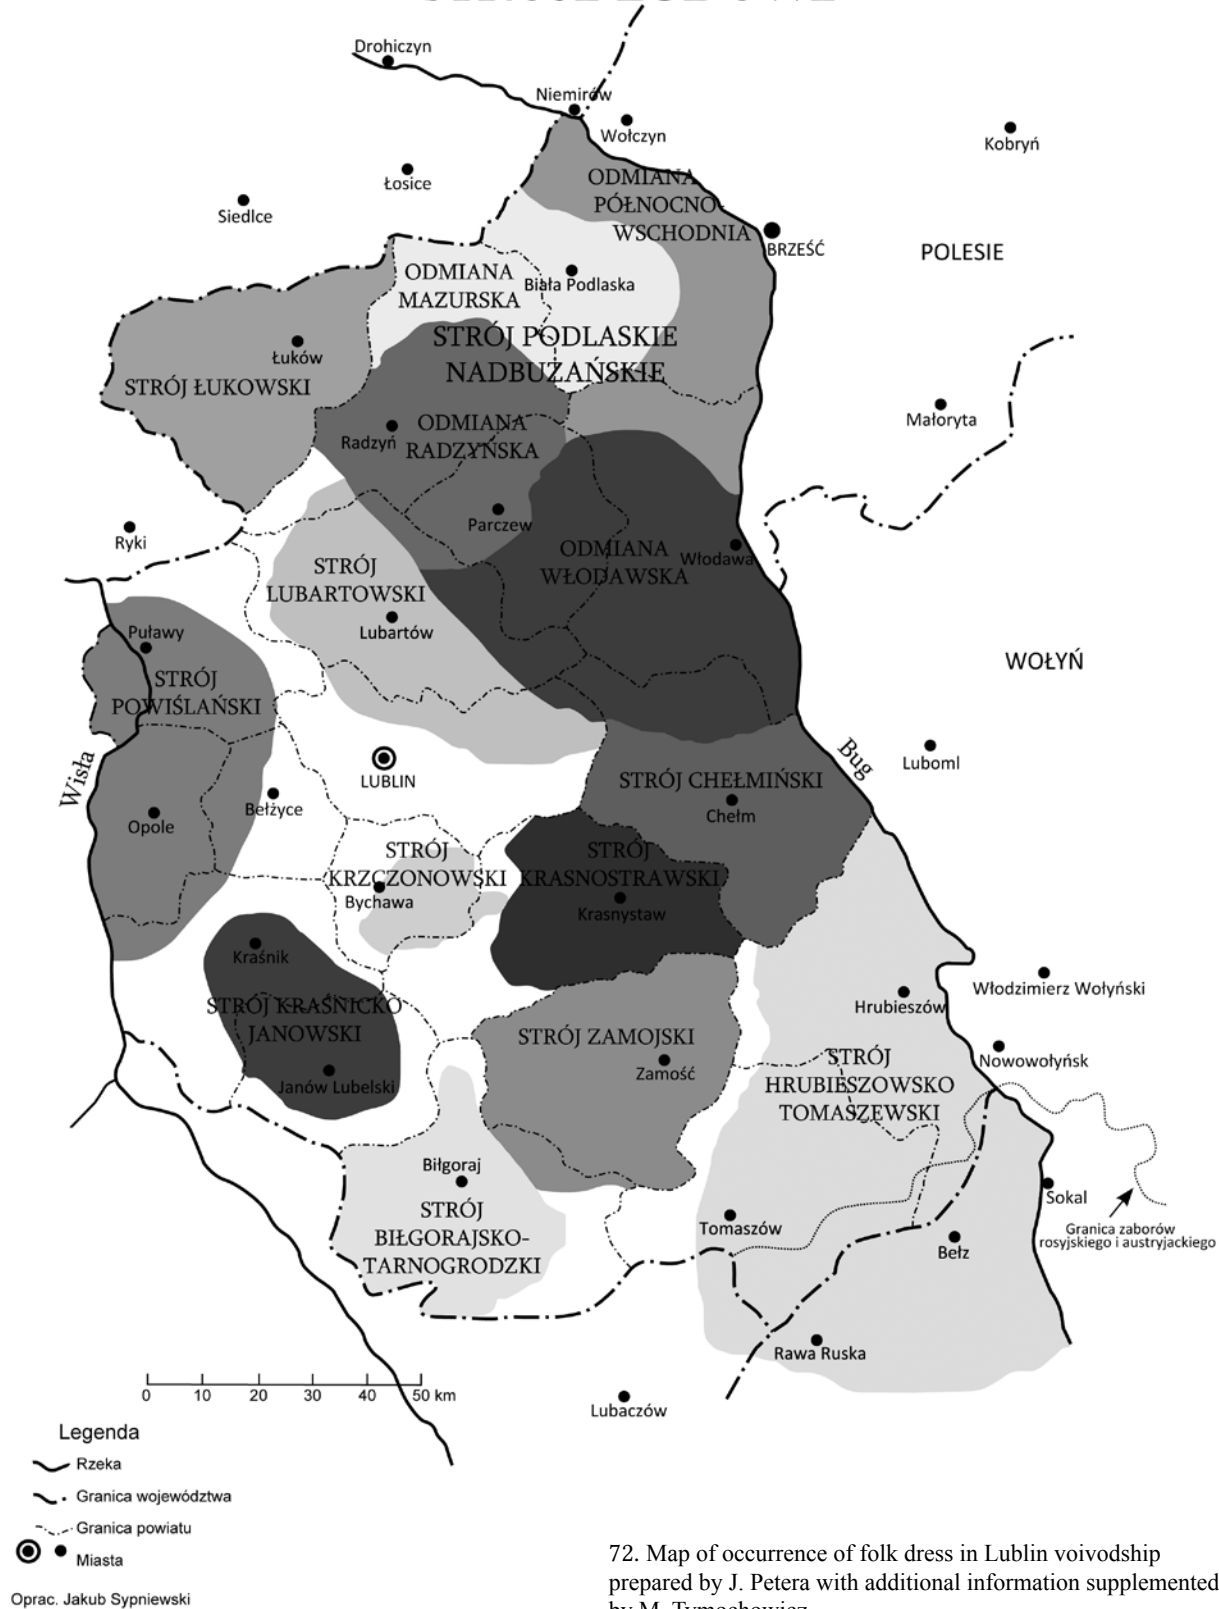 Drohiczyn
Niemirów
Wołczyn
Kobryń
Łosice
Siedlce
ODMIANA
PÓŁNOCNO-
WSCHODNIA
BRZEŚĆ
POLESIE
ODMIANA
MAZURSKA
Biała Podlaska
STRÓJ PODLASKIE
NADBUŻAŃSKIE
Łuków
STRÓJ ŁUKOWSKI
Małoryta
Radzyń
ODMIANA
RADZYŃSKA
Parczew
Ryki
ODMIANA
WŁODAWSKA
Włodawa
STRÓJ
LUBARTOWSKI
Lubartów
Puławy
STRÓJ
POWIŚLAŃSKI
WOŁYŃ
Wisła
Bug
Luboml
LUBLIN
STRÓJ CHEŁMIŃSKI
Chełm
Bełżyce
Opole
STRÓJ
KRZCZONOWSKI
Bychawa
STRÓJ
KRASNOSTRAWSKI
Krasnystaw
Kraśnik
STRÓJ KRAŚNICKO
JANOWSKI
Janów Lubelski
Włodzimierz Wołyński
Hrubieszów
STRÓJ ZAMOJSKI
Zamość
Nowowołyńsk
STRÓJ
HRUBIESZOWSKO
TOMASZEWSKI
Biłgoraj
STRÓJ
BIŁGORAJSKO-
TARNOGRODZKI
Sokal
Tomaszów
Granica zaborów
rosyjskiego i austryjackiego
Bełz
Rawa Ruska
Lubaczów
0 10 20 30 40 50 km
Legenda
Rzeka
Granica województwa
Granica powiatu
Miasta
Oprac. Jakub Sypniewski
72. Map of occurrence of folk dress in Lublin voivodship
prepared by J. Petera with additional information supplemented
by M. Tymochowicz